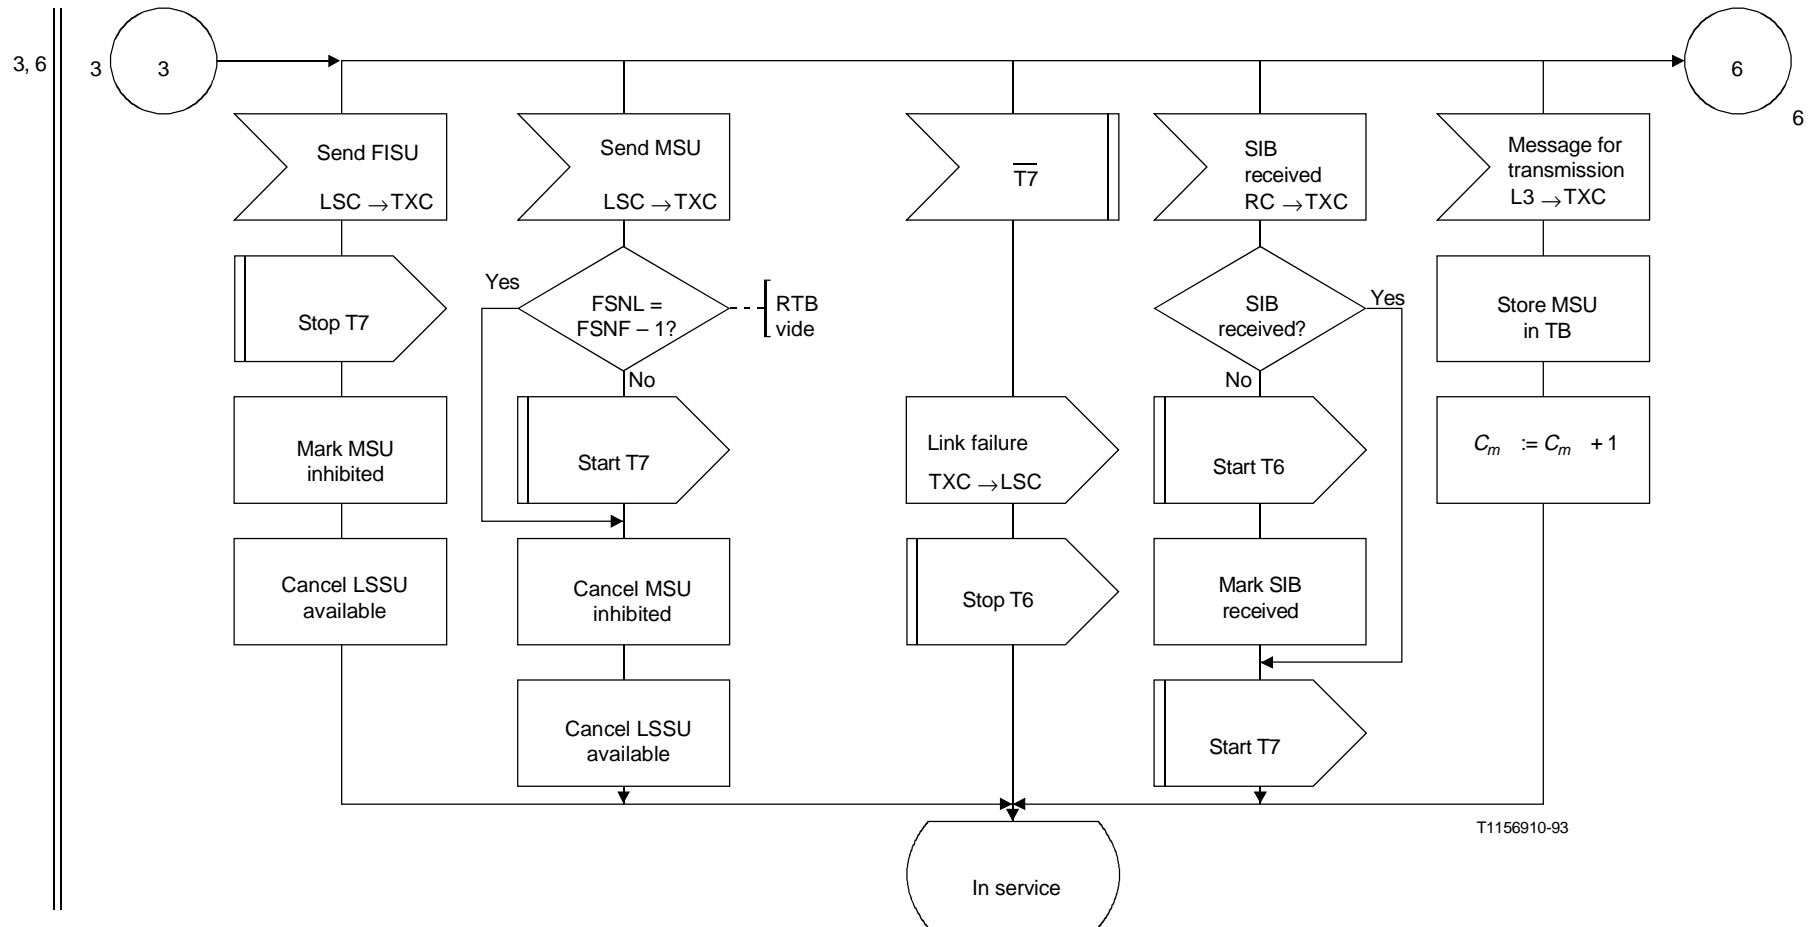 3, 6
3
3
6
6
Send FISU
LSC → TXC
Stop T7
Mark MSU
inhibited
Cancel LSSU
available
Send MSU
LSC → TXC
Yes
FSNL =
FSNF – 1?
RTB
vide
No
Start T7
Cancel MSU
inhibited
Cancel LSSU
available
T7
Link failure
TXC → LSC
Stop T6
SIB
received
RC → TXC
SIB
received?
Yes
No
Start T6
Mark SIB
received
Start T7
Message for
transmission
L3 → TXC
Store MSU
in TB
Cm := Cm + 1
T1156910-93
In service